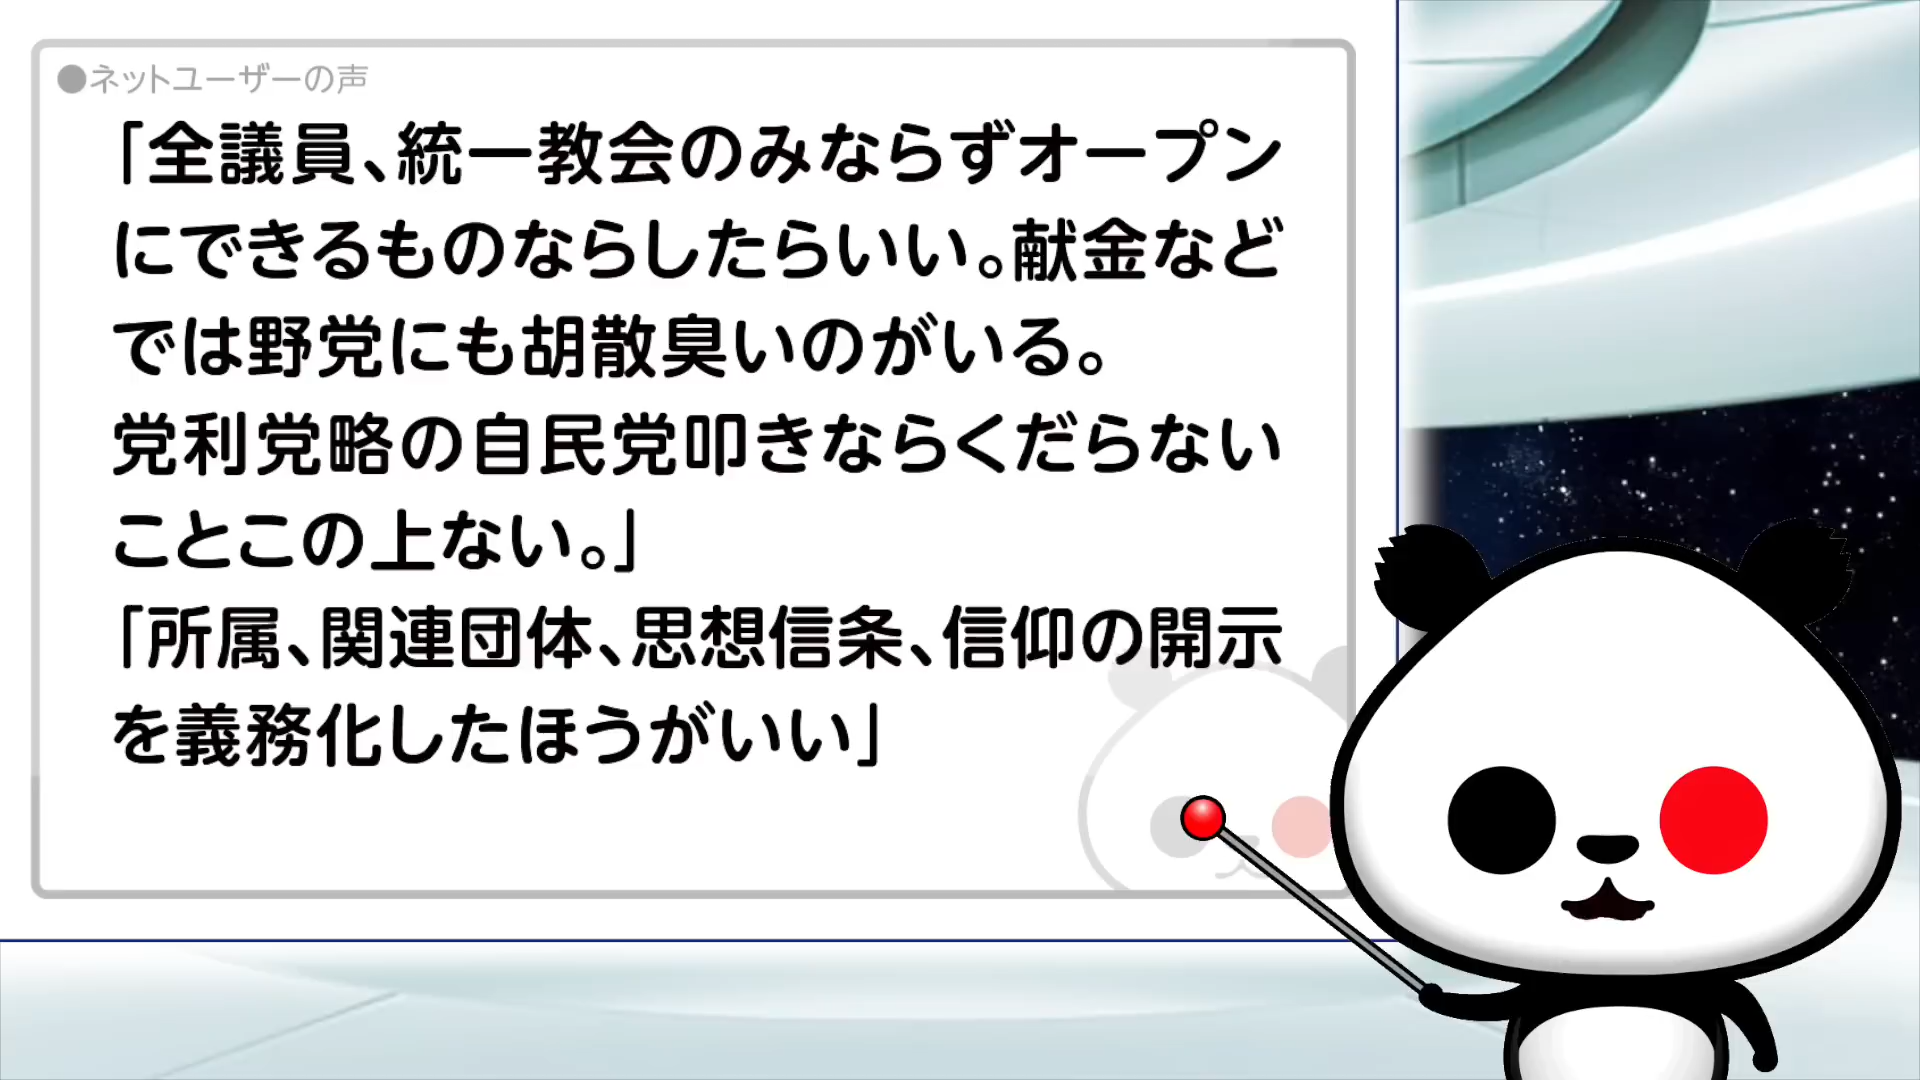 ●ネットユーザーの声
「全議員、統一教会のみならずオープン
にできるものならしたらいい。献金など
では野党にも胡散臭いのがいる。
党利党略の自民党叩きならくだらない
ことこの上ない。」
「所属、関連団体、思想信条、信仰の開示
を義務化したほうがいい」